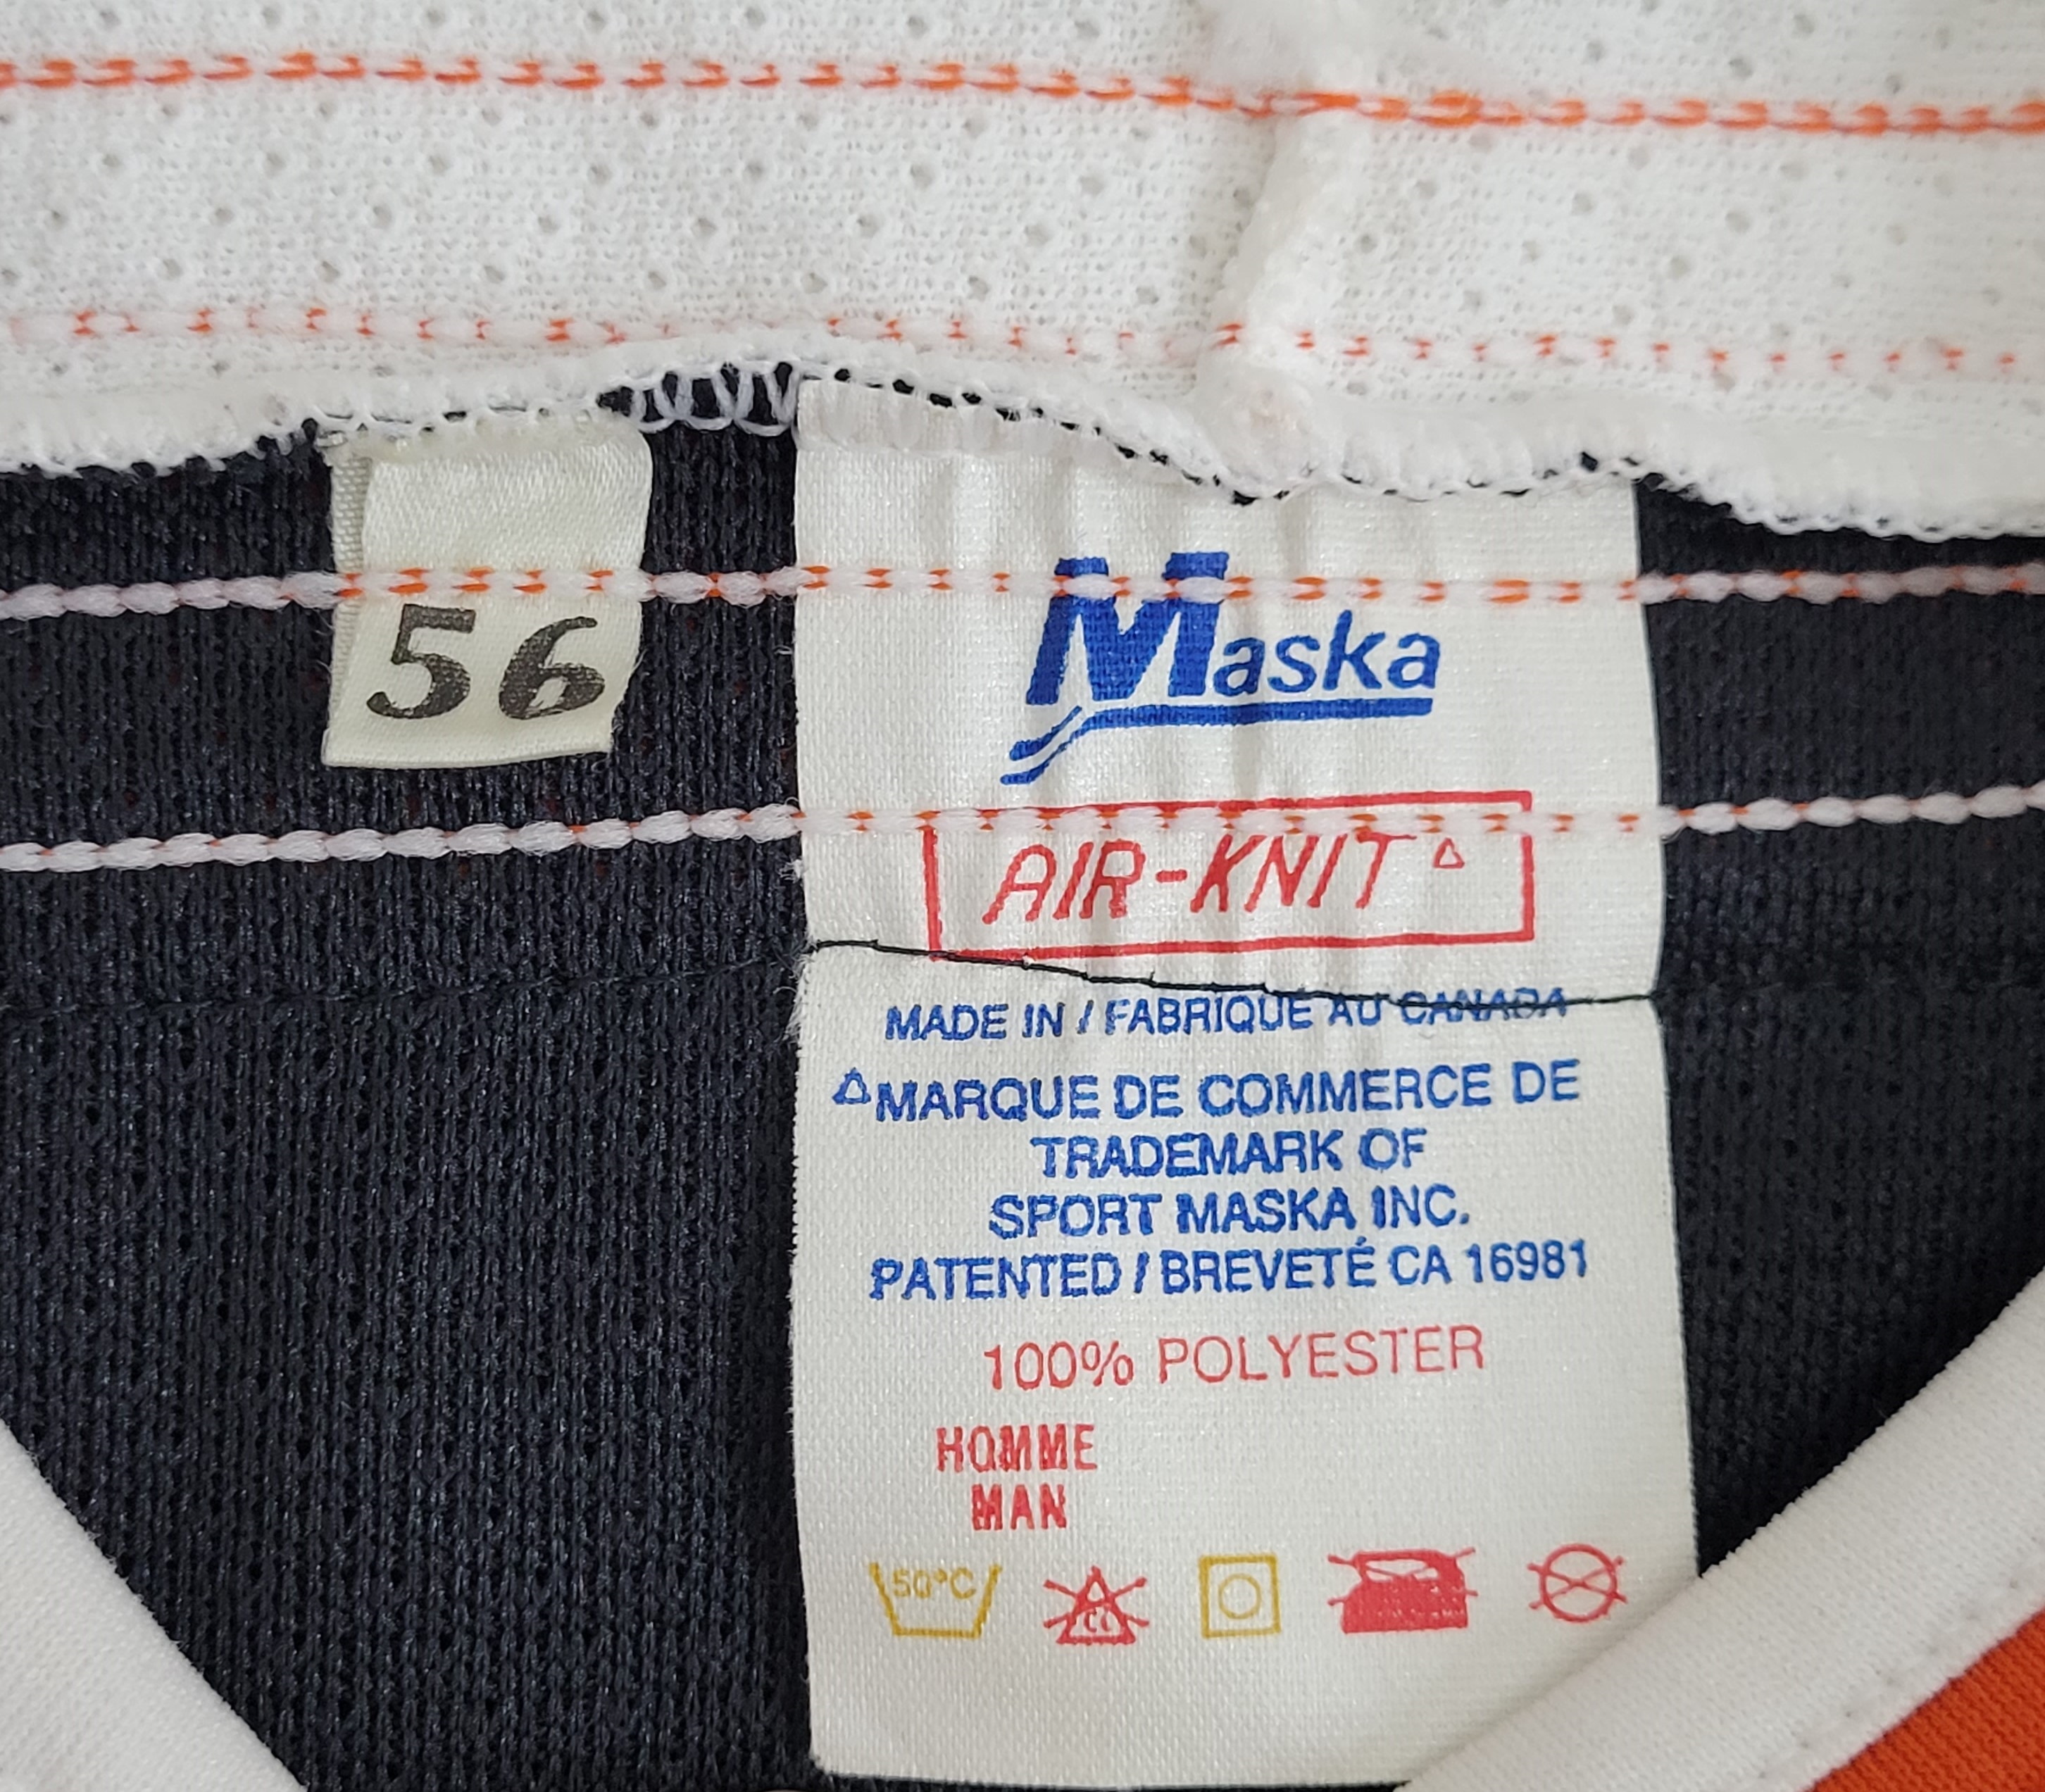 56
Maska
AIR-KNIT Δ
MADE IN / FABRIQUÉ AU CANADA
Δ MARQUE DE COMMERCE DE
TRADEMARK OF
SPORT MASKA INC.
PATENTED / BREVETÉ CA 16981
100% POLYESTER
HOMME
MAN
50°C
CL